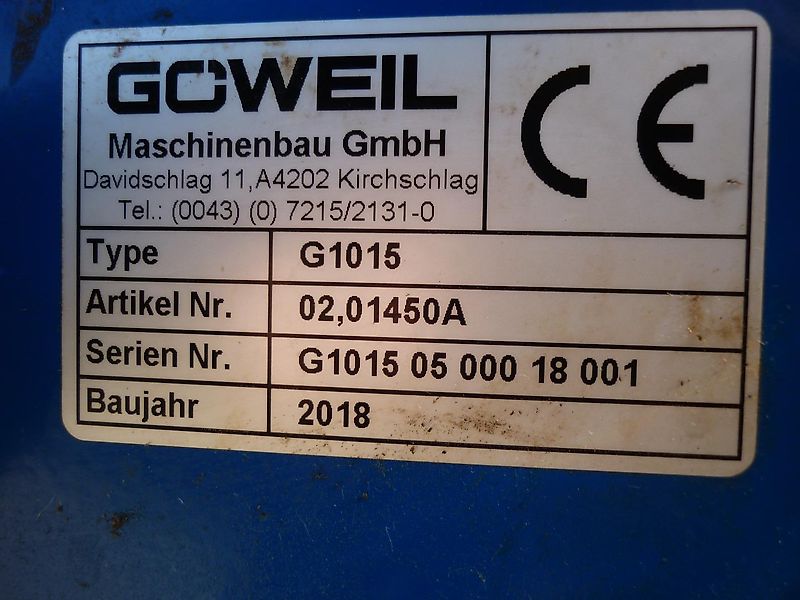 GÖWEIL
Maschinenbau GmbH
Davidschlag 11,A4202 Kirchschlag
Tel.: (0043) (0) 7215/2131-0
CE
Type G1015
Artikel Nr. 02,01450A
Serien Nr. G1015 05 000 18 001
Baujahr 2018